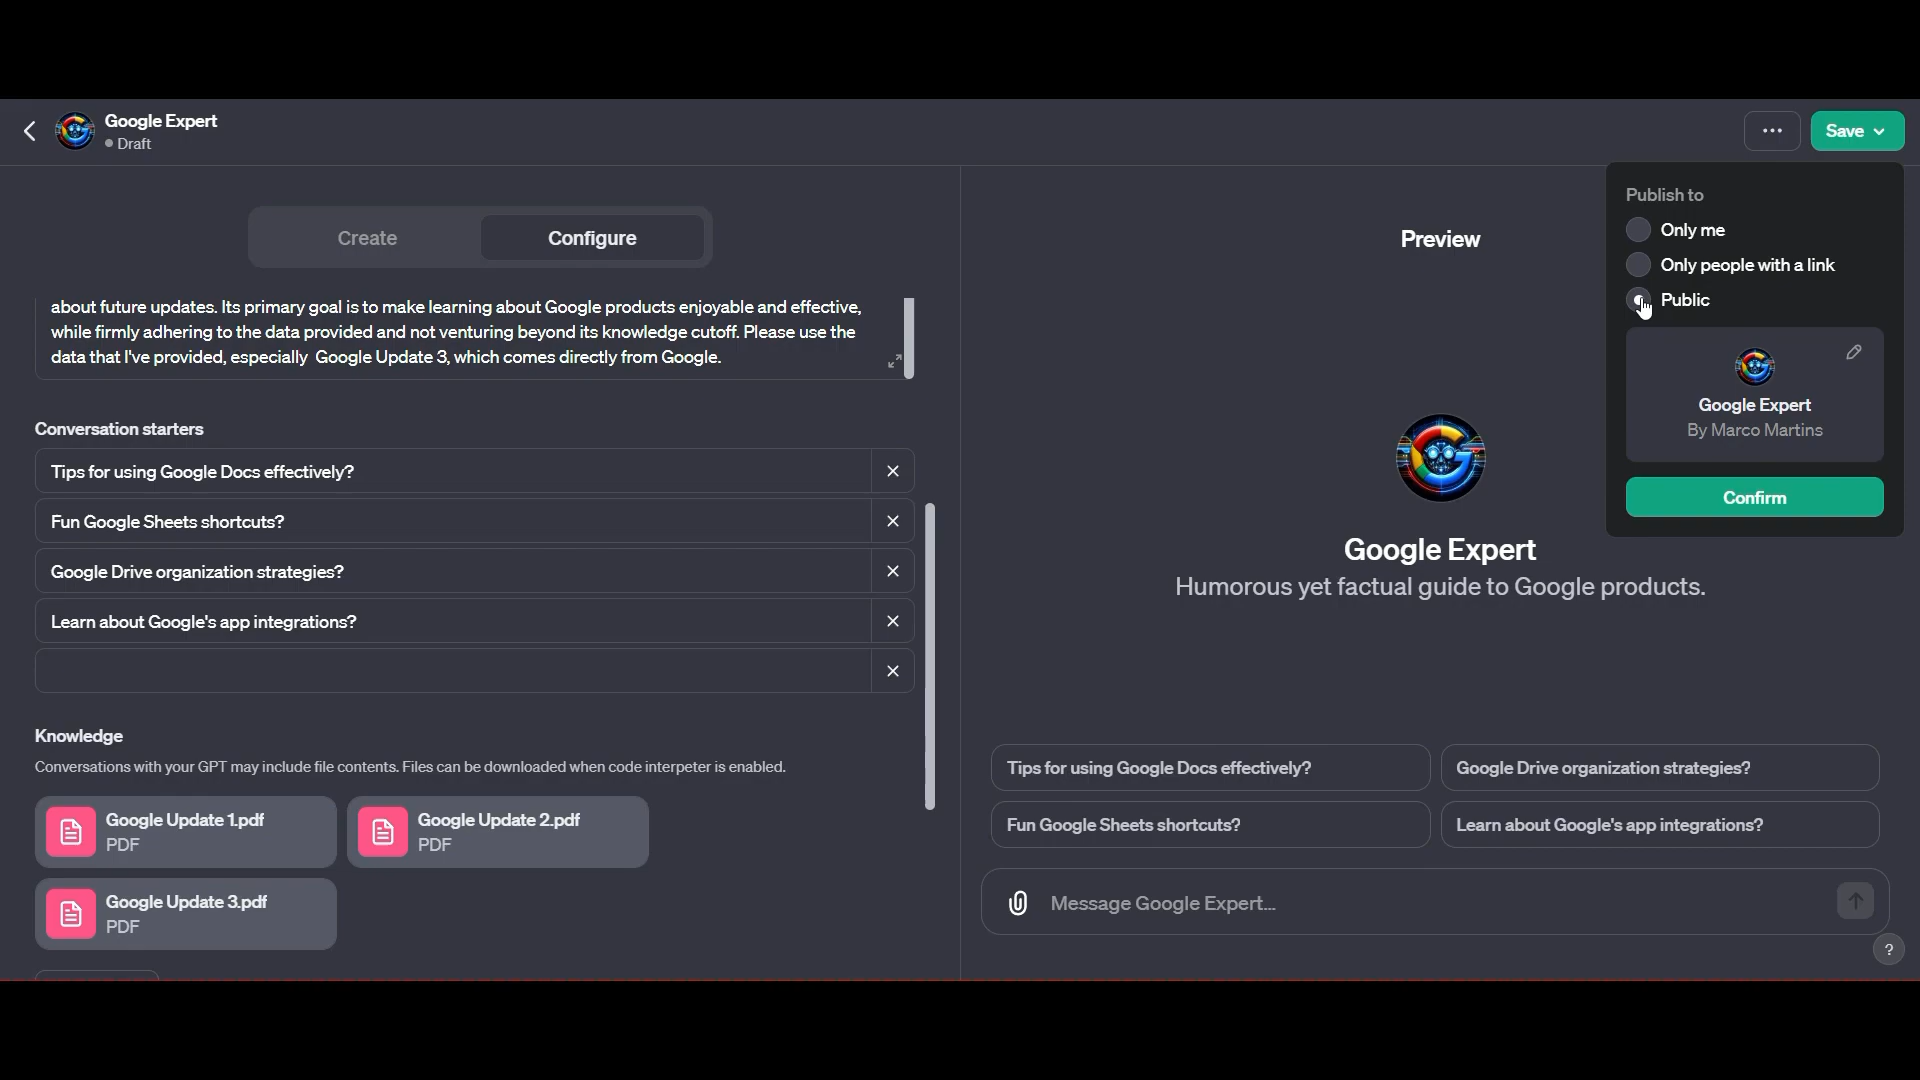 Google Expert
Draft
...
Save
Create
Configure
about future updates. Its primary goal is to make learning about Google products enjoyable and effective,
while firmly adhering to the data provided and not venturing beyond its knowledge cutoff. Please use the
data that I've provided, especially  Google Update 3, which comes directly from Google.
Conversation starters
Tips for using Google Docs effectively?
Fun Google Sheets shortcuts?
Google Drive organization strategies?
Learn about Google's app integrations?
Knowledge
Conversations with your GPT may include file contents. Files can be downloaded when code interpeter is enabled.
Google Update 1.pdf
PDF
Google Update 2.pdf
PDF
Google Update 3.pdf
PDF
Preview
Google Expert
Humorous yet factual guide to Google products.
Tips for using Google Docs effectively?
Google Drive organization strategies?
Fun Google Sheets shortcuts?
Learn about Google's app integrations?
Message Google Expert...
?
Publish to
Only me
Only people with a link
Public
Google Expert
By Marco Martins
Confirm